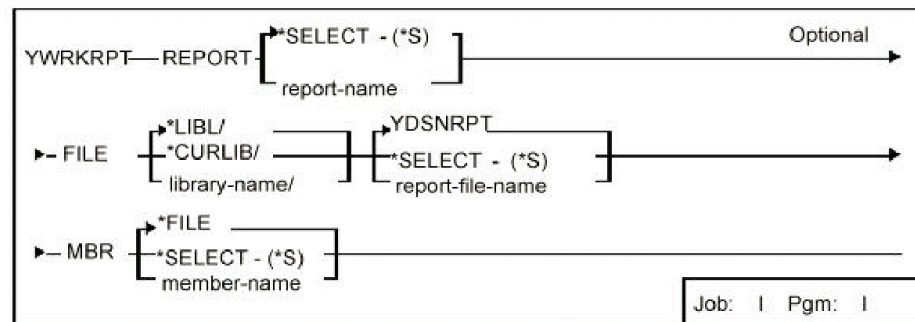 *SELECT - (*S)
Optional
YWRKRPT REPORT
report-name
*LIBL/
YDSNRPT
FILE
*CURLIB/
*SELECT - (*S)
library-name/
report-file-name
*FILE
MBR
*SELECT - (*S)
member-name
Job: I Pgm: I